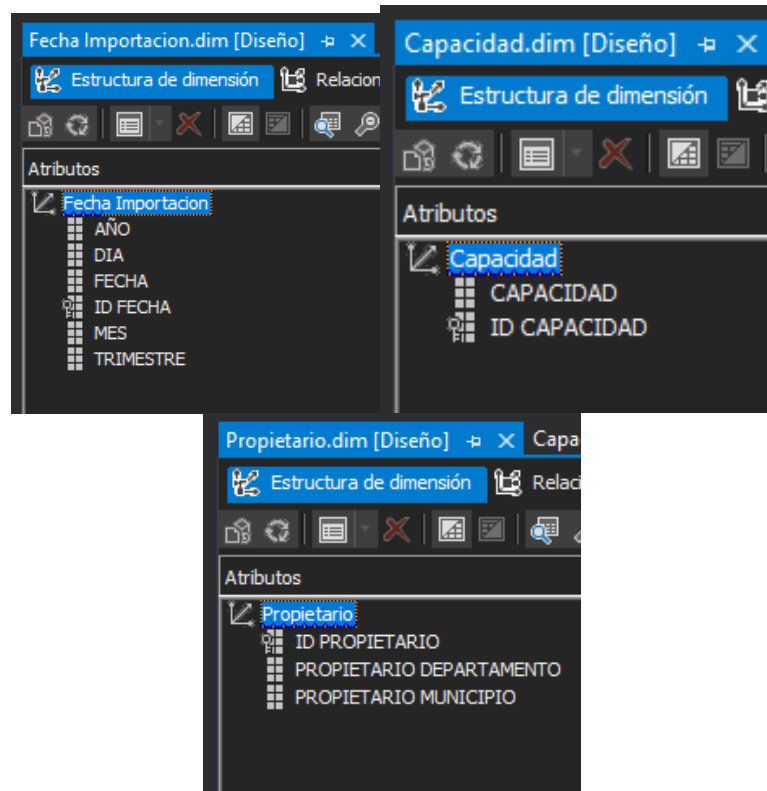 Fecha Importacion.dim [Diseño]
Estructura de dimensión
Relacion
Atributos
Fecha Importacion
AÑO
DIA
FECHA
ID FECHA
MES
TRIMESTRE
Capacidad.dim [Diseño]
Estructura de dimensión
Atributos
Capacidad
CAPACIDAD
ID CAPACIDAD
Propietario.dim [Diseño]
Capa
Estructura de dimensión
Relaci
Atributos
Propietario
ID PROPIETARIO
PROPIETARIO DEPARTAMENTO
PROPIETARIO MUNICIPIO